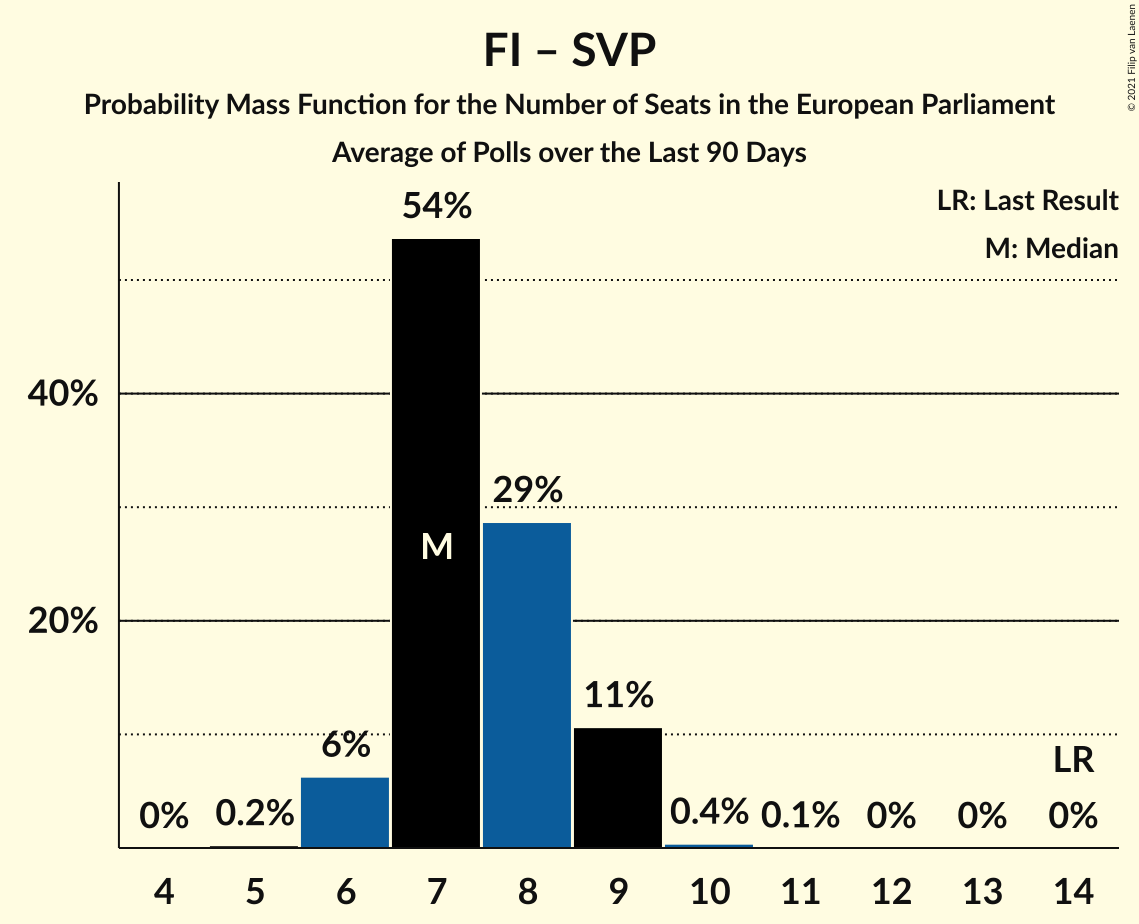 FI – SVP
Probability Mass Function for the Number of Seats in the European Parliament
Average of Polls over the Last 90 Days
© 2021 Filip van Laenen
LR: Last Result
M: Median
54%
40%
29%
M
20%
11%
6%
LR
0%
0.2%
0.4%
0.1%
0%
0%
0%
4 5 6 7 8 9 10 11 12 13 14